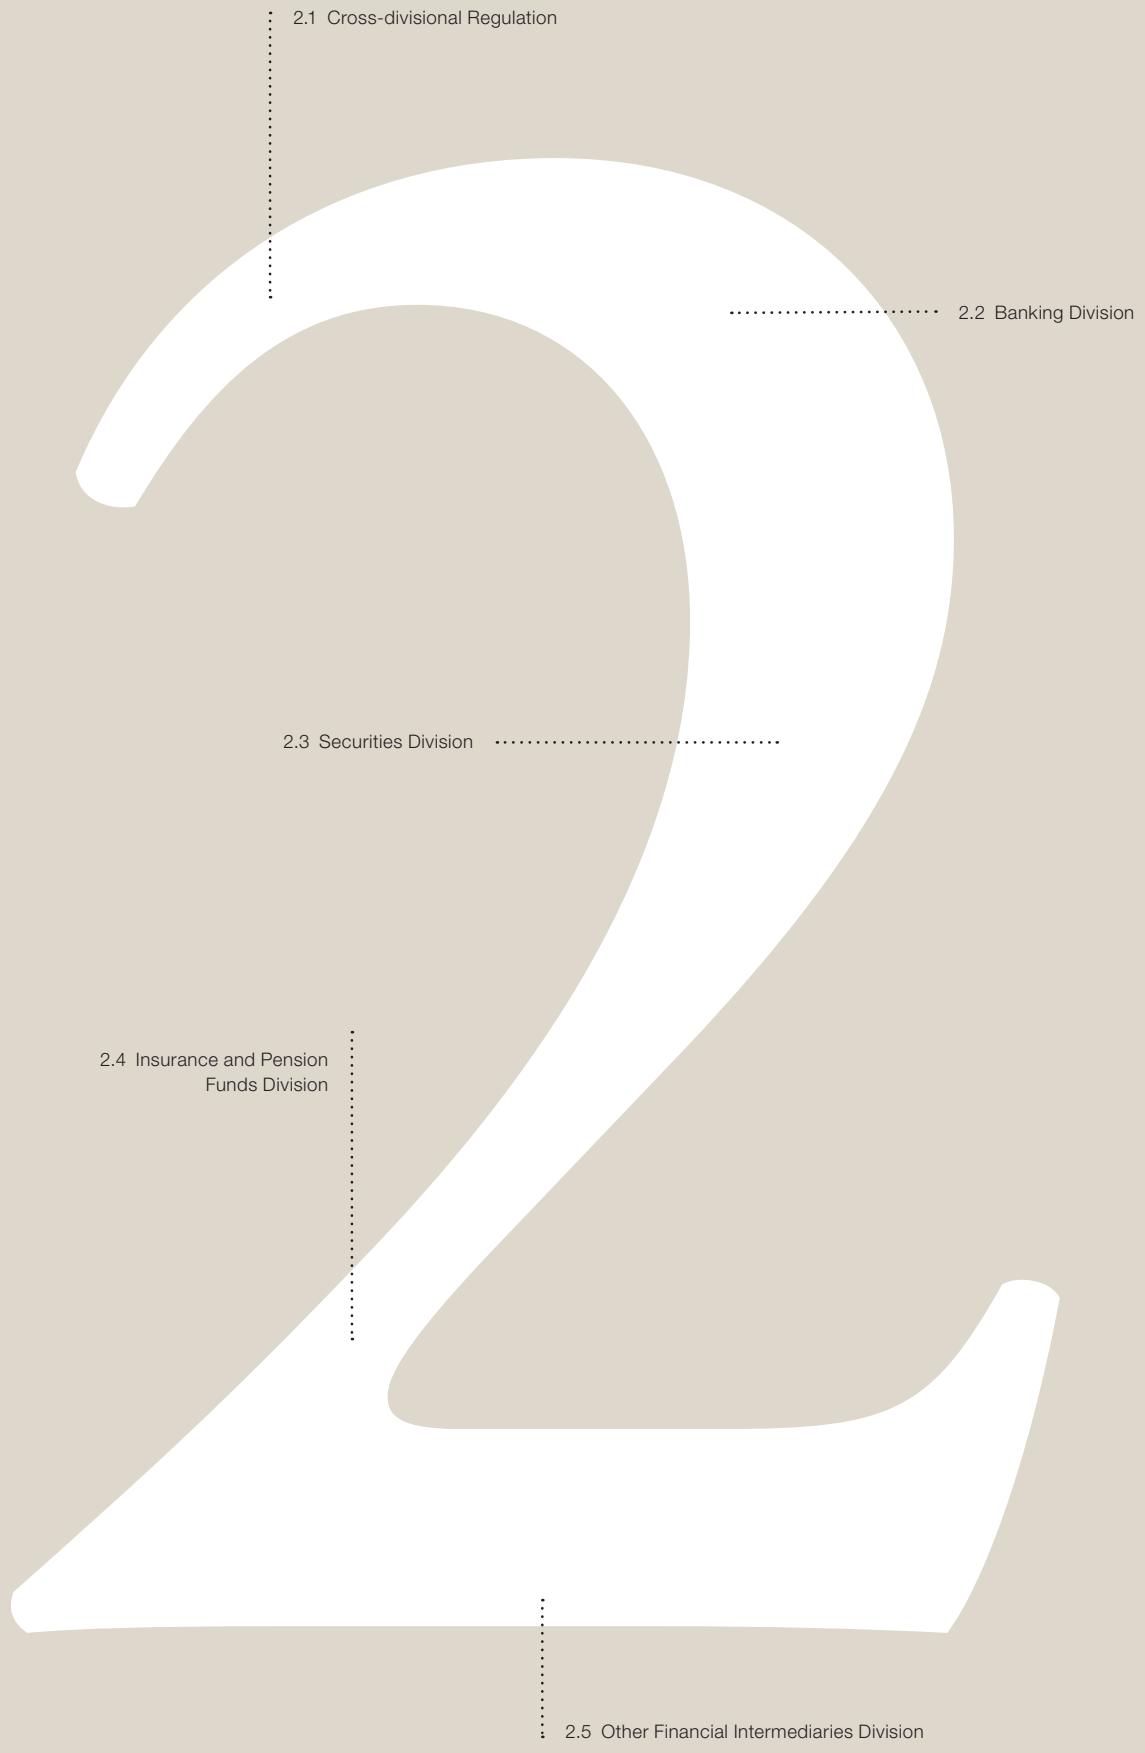 2.1 Cross-divisional Regulation
2
2.2 Banking Division
2.3 Securities Division
2.4 Insurance and Pension
Funds Division
2.5 Other Financial Intermediaries Division